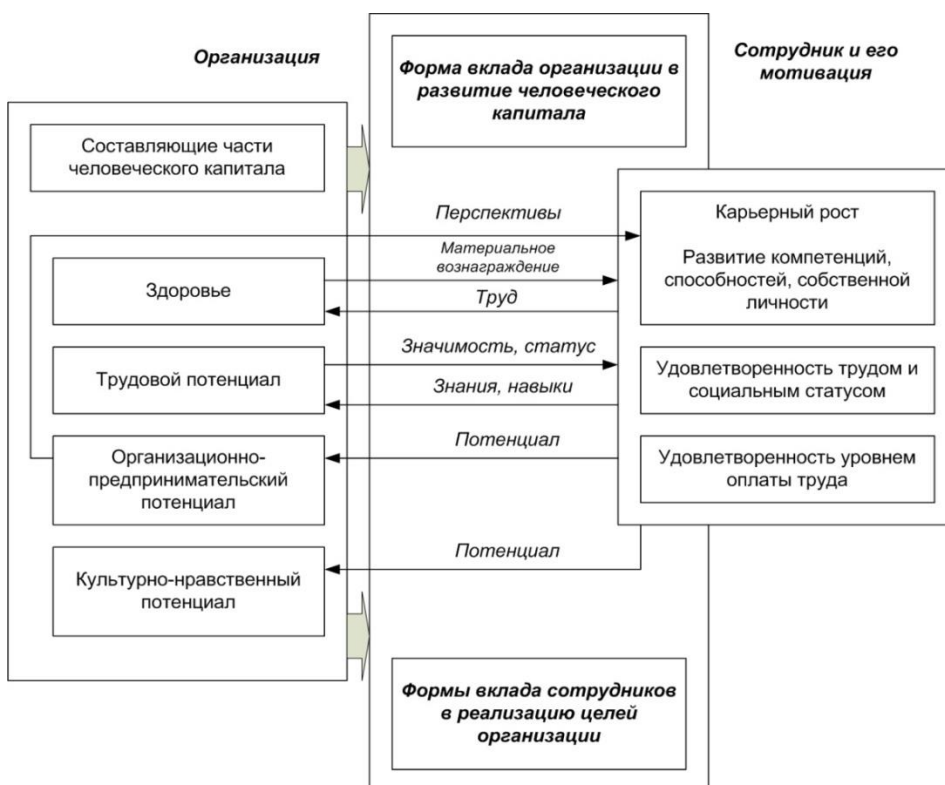 Организация
Форма вклада организации в
развитие человеческого
капитала
Сотрудник и его
мотивация
Составляющие части
человеческого капитала
Перспективы
Материальное
вознаграждение
Труд
Значимость, статус
Знания, навыки
Потенциал
Потенциал
Здоровье
Трудовой потенциал
Организационно-
предпринимательский
потенциал
Культурно-нравственный
потенциал
Карьерный рост
Развитие компетенций,
способностей, собственной
личности
Удовлетворенность трудом и
социальным статусом
Удовлетворенность уровнем
оплаты труда
Формы вклада сотрудников
в реализацию целей
организации